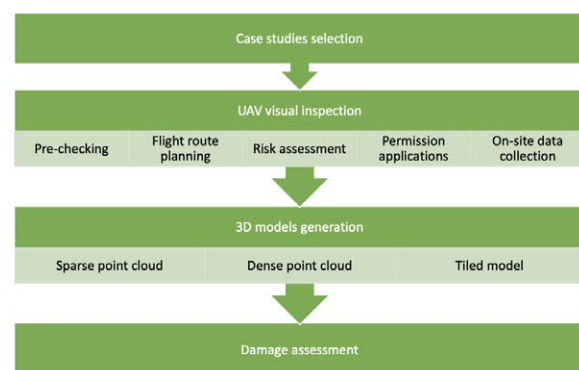 Case studies selection
UAV visual inspection
Pre-checking
Flight route
planning
Risk assessment
Permission
applications
On-site data
collection
3D models generation
Sparse point cloud
Dense point cloud
Tiled model
Damage assessment